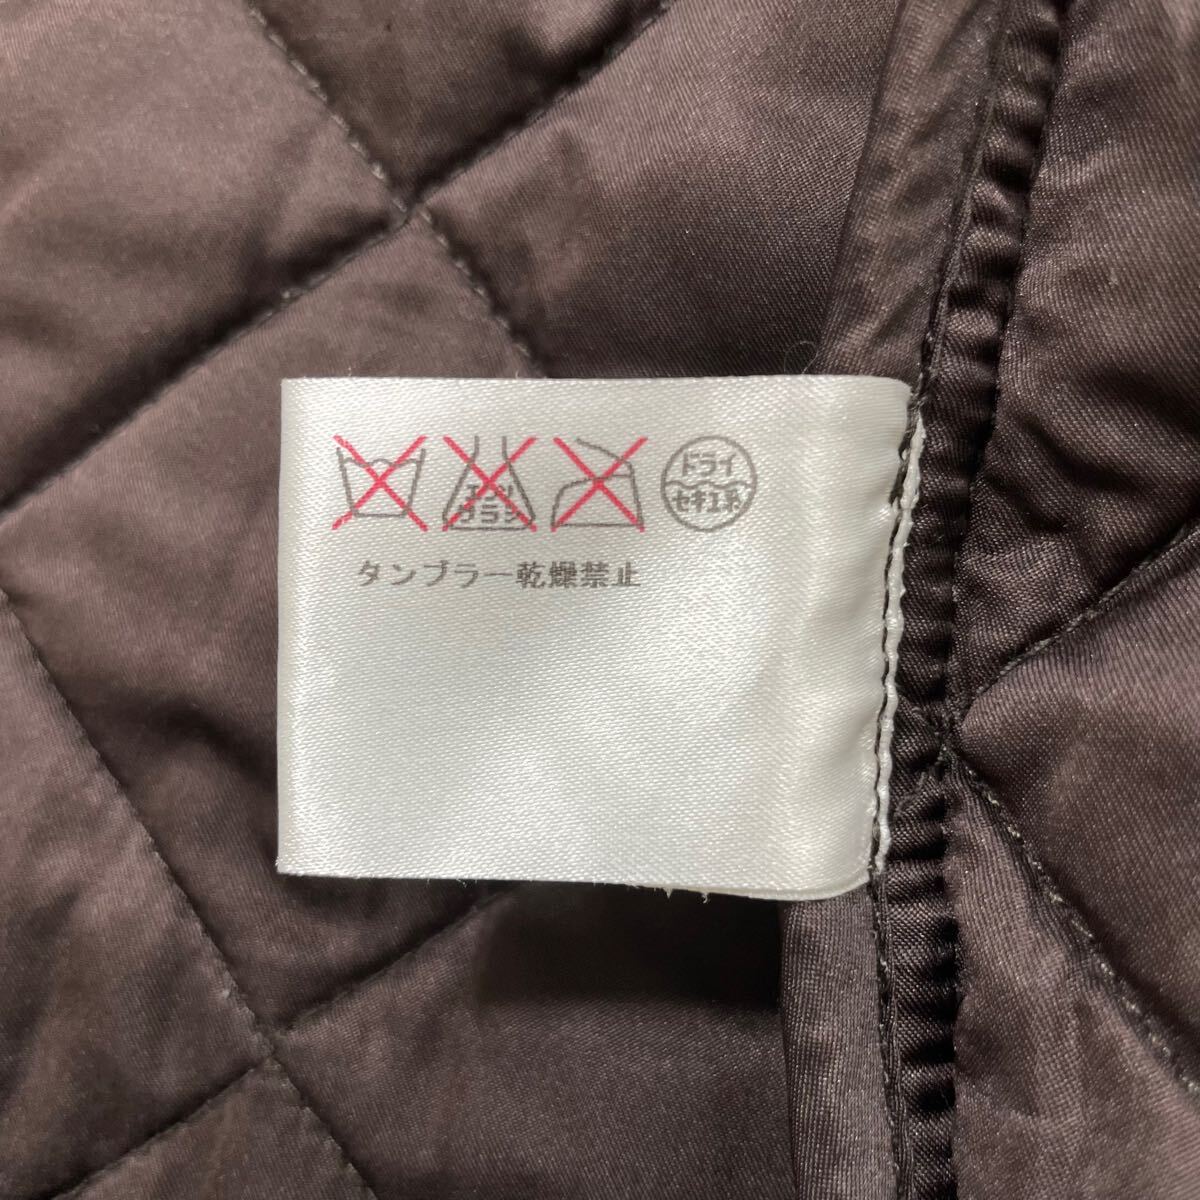 エンソ
サラシ
ドライ
セキユ系
タンブラー乾燥禁止